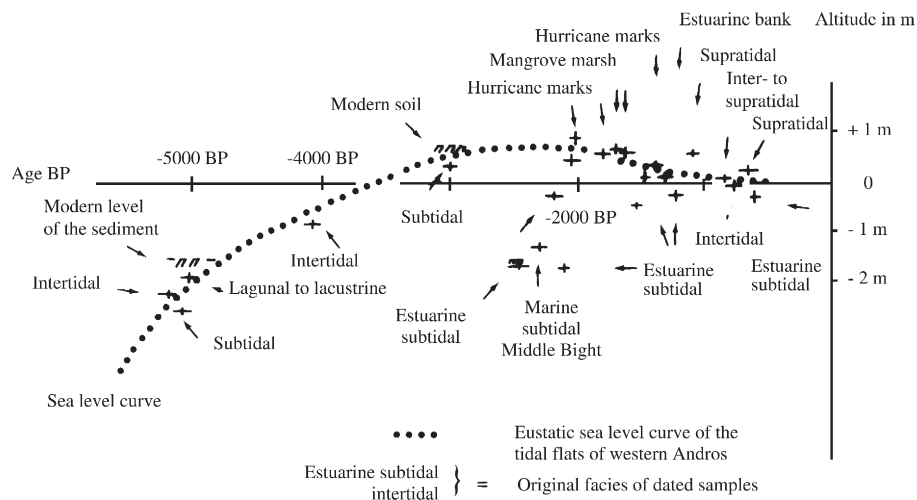 Estuarine bank
Altitude in m
Hurricane marks
Mangrove marsh
Supratidal
Hurricane marks
Inter- to
supratidal
Modern soil
Supratidal
+ 1 m
-5000 BP
-4000 BP
Age BP
0
Modern level
of the sediment
Subtidal
-2000 BP
- 1 m
Intertidal
Intertidal
Intertidal
Lagunal to lacustrine
Estuarine
subtidal
Estuarine
subtidal
- 2 m
Estuarine
subtidal
Marine
subtidal
Middle Bight
Subtidal
Sea level curve
Eustatic sea level curve of the
tidal flats of western Andros
Estuarine subtidal
intertidal
} = Original facies of dated samples